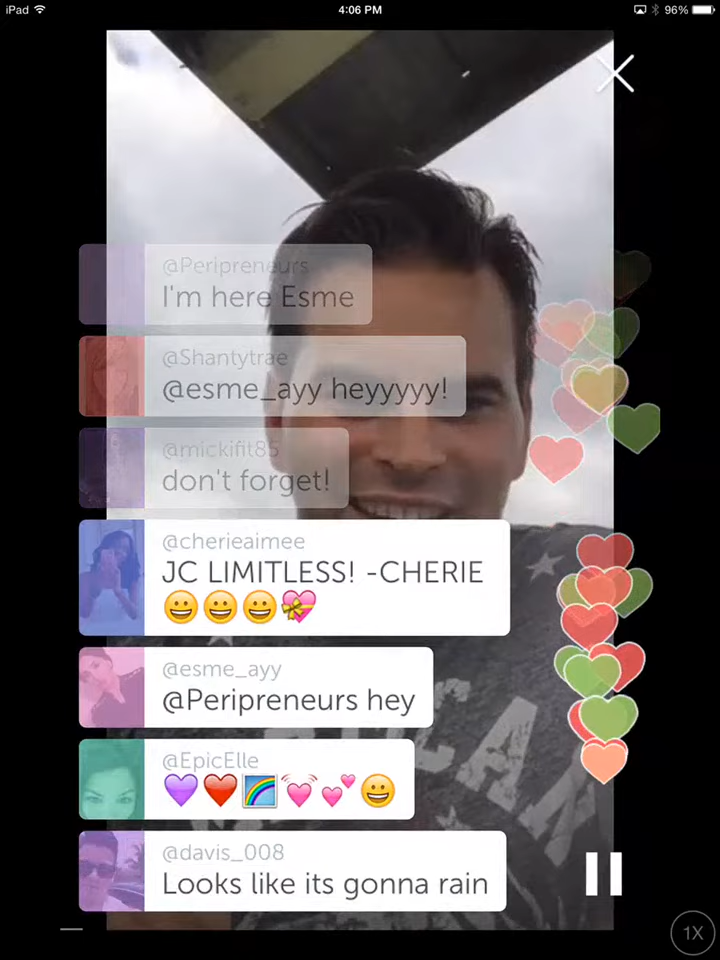 iPad
4:06 PM
96%
@Peripreneurs
I'm here Esme
@Shantytrae
@esme_ayy heyyyyy!
@mickifit85
don't forget!
@cherieaimee
JC LIMITLESS! -CHERIE
😀😀😀💝
@esme_ayy
@Peripreneurs hey
@EpicElle
💜❤️🌈💓💕😀
@davis_008
Looks like its gonna rain
1X